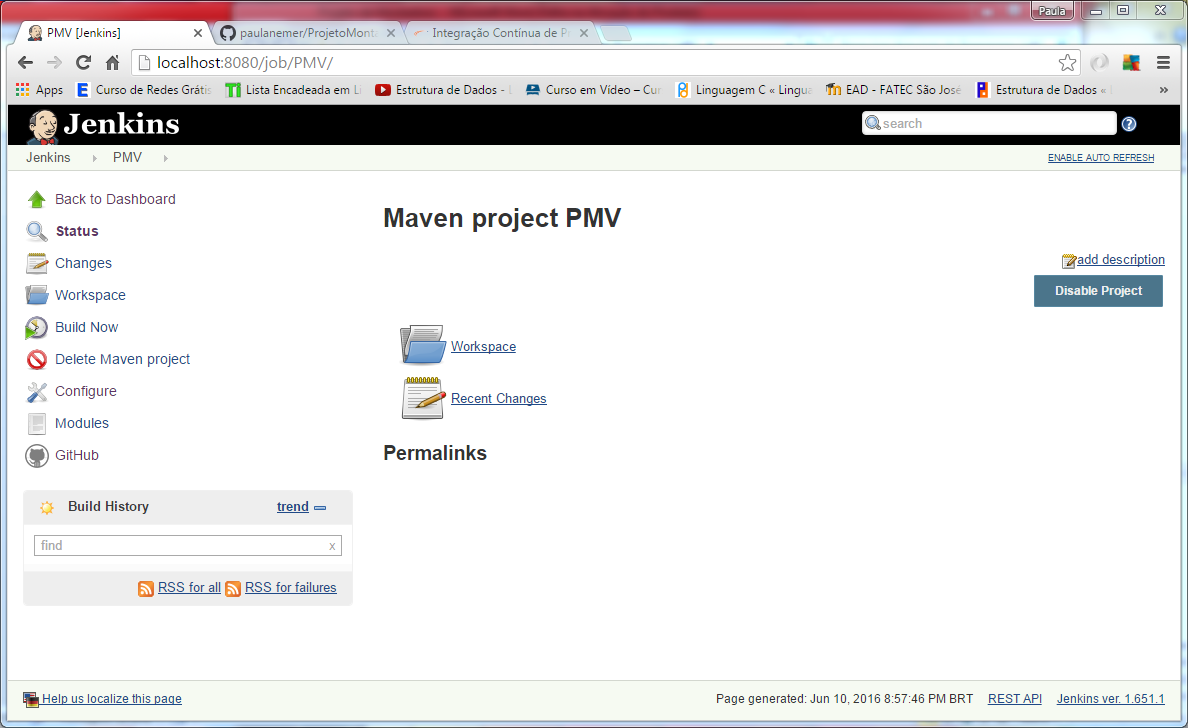 Paula
PMV [Jenkins]
paulanemer/ProjetoMont
Integração Contínua de P
localhost:8080/job/PMV/
Apps
Curso de Redes Grátis
Lista Encadeada em Li
Estrutura de Dados -
Curso em Vídeo – Cur
Linguagem C « Lingua
EAD - FATEC São José
Estrutura de Dados «
»
Jenkins
search
Jenkins
PMV
ENABLE AUTO REFRESH
Back to Dashboard
Status
Changes
Workspace
Build Now
Delete Maven project
Configure
Modules
GitHub
Maven project PMV
add description
Disable Project
Workspace
Recent Changes
Permalinks
Build History
trend
find
x
RSS for all
RSS for failures
Help us localize this page
Page generated: Jun 10, 2016 8:57:46 PM BRT
REST API
Jenkins ver. 1.651.1